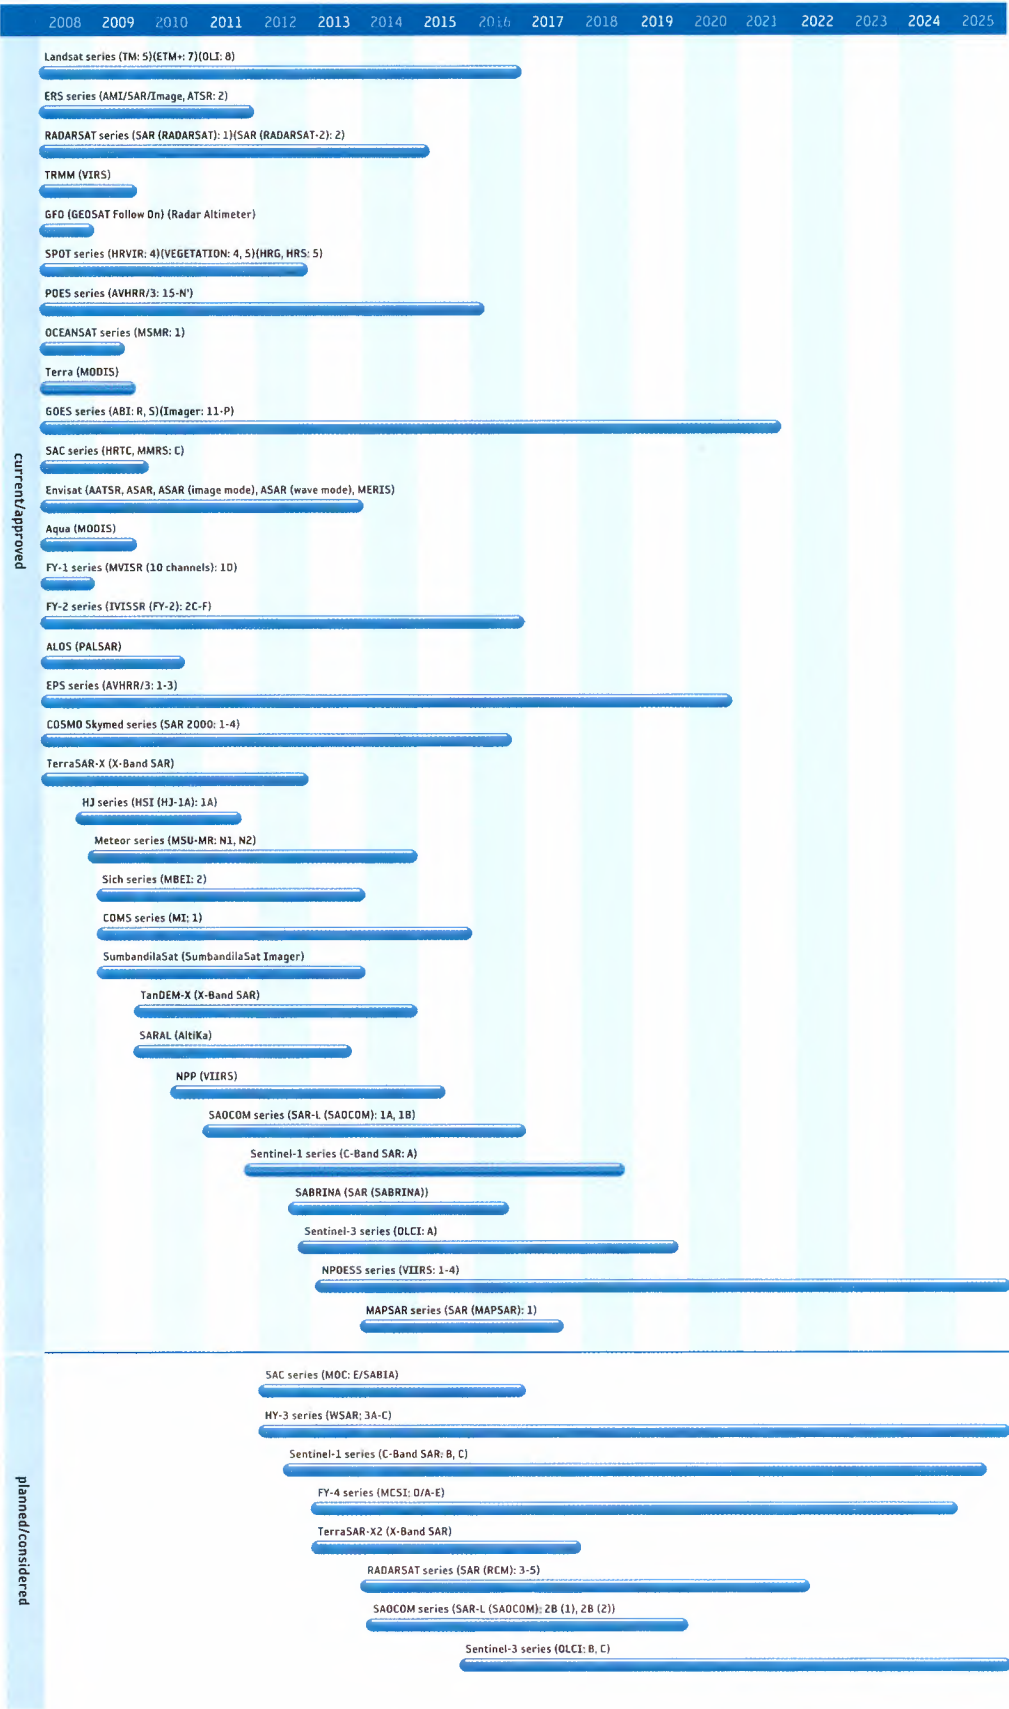 2008 2009 2010 2011 2012 2013 2014 2015 2016 2017 2018 2019 2020 2021 2022 2023 2024 2025
Landsat series (TM: 5)(ETM+: 7)(OLI: 8)
ERS series (AMI/SAR/Image, ATSR: 2)
RADARSAT series (SAR (RADARSAT): 1)(SAR (RADARSAT-2): 2)
TRMM (VIRS)
GFO (GEOSAT Follow On) (Radar Altimeter)
SPOT series (HRVIR: 4)(VEGETATION: 4, 5)(HRG, HRS: 5)
POES series (AVHRR/3: 15-N')
OCEANSAT series (MSMR: 1)
Terra (MODIS)
GOES series (ABI: R, S)(Imager: 11-P)
SAC series (HRTC, MMRS: C)
Envisat (AATSR, ASAR, ASAR (image mode), ASAR (wave mode), MERIS)
Aqua (MODIS)
FY-1 series (MVISR (10 channels): 1D)
FY-2 series (IVISSR (FY-2): 2C-F)
ALOS (PALSAR)
EPS series (AVHRR/3: 1-3)
COSMO Skymed series (SAR 2000: 1-4)
TerraSAR-X (X-Band SAR)
HJ series (HSI (HJ-1A): 1A)
Meteor series (MSU-MR: N1, N2)
Sich series (MBEI: 2)
COMS series (MI: 1)
SumbandilaSat (SumbandilaSat Imager)
TanDEM-X (X-Band SAR)
SARAL (AltiKa)
NPP (VIIRS)
SAOCOM series (SAR-L (SAOCOM): 1A, 1B)
Sentinel-1 series (C-Band SAR: A)
SABRINA (SAR (SABRINA))
Sentinel-3 series (OLCI: A)
NPOESS series (VIIRS: 1-4)
MAPSAR series (SAR (MAPSAR): 1)
current/approved
SAC series (MOC: E/SABIA)
HY-3 series (WSAR: 3A-C)
Sentinel-1 series (C-Band SAR: B, C)
FY-4 series (MCSI: O/A-E)
TerraSAR-X2 (X-Band SAR)
RADARSAT series (SAR (RCM): 3-5)
SAOCOM series (SAR-L (SAOCOM): 2B (1), 2B (2))
Sentinel-3 series (OLCI: B, C)
planned/considered